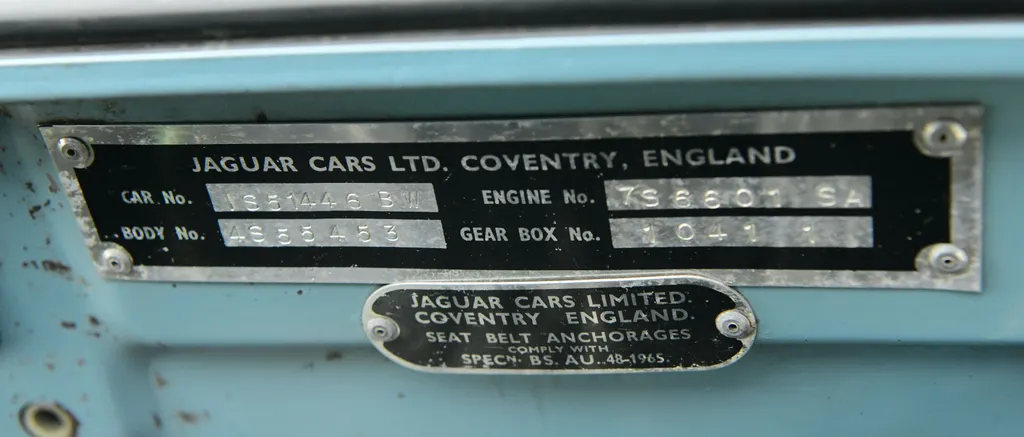 JAGUAR CARS LTD. COVENTRY, ENGLAND
CAR No. 1S51446 BW ENGINE No. 7S6601 SA
BODY No. 4S55453 GEAR BOX No. 1041 1
JAGUAR CARS LIMITED.
COVENTRY ENGLAND.
SEAT BELT ANCHORAGES
COMPLY WITH
SPECN. BS. AU. 48-1965.